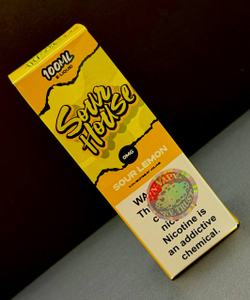 100ML
E-LIQUID
Sour
House
0MG
SOUR LEMON
WA
Th
c
nic
Nicotine is
an addictive
chemical.